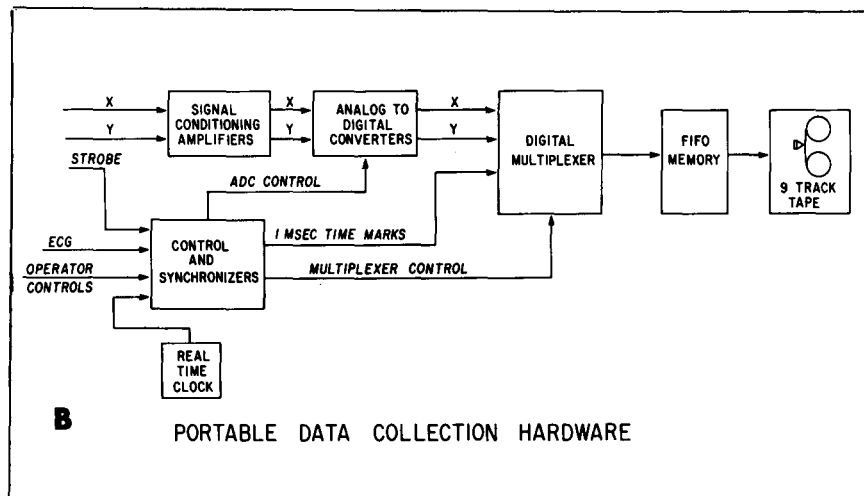 X
Y
STROBE
ECG
OPERATOR
CONTROLS
SIGNAL
CONDITIONING
AMPLIFIERS
X
Y
ANALOG TO
DIGITAL
CONVERTERS
X
Y
DIGITAL
MULTIPLEXER
FIFO
MEMORY
9 TRACK
TAPE
ADC CONTROL
CONTROL
AND
SYNCHRONIZERS
1 MSEC TIME MARKS
MULTIPLEXER CONTROL
REAL
TIME
CLOCK
B
PORTABLE DATA COLLECTION HARDWARE